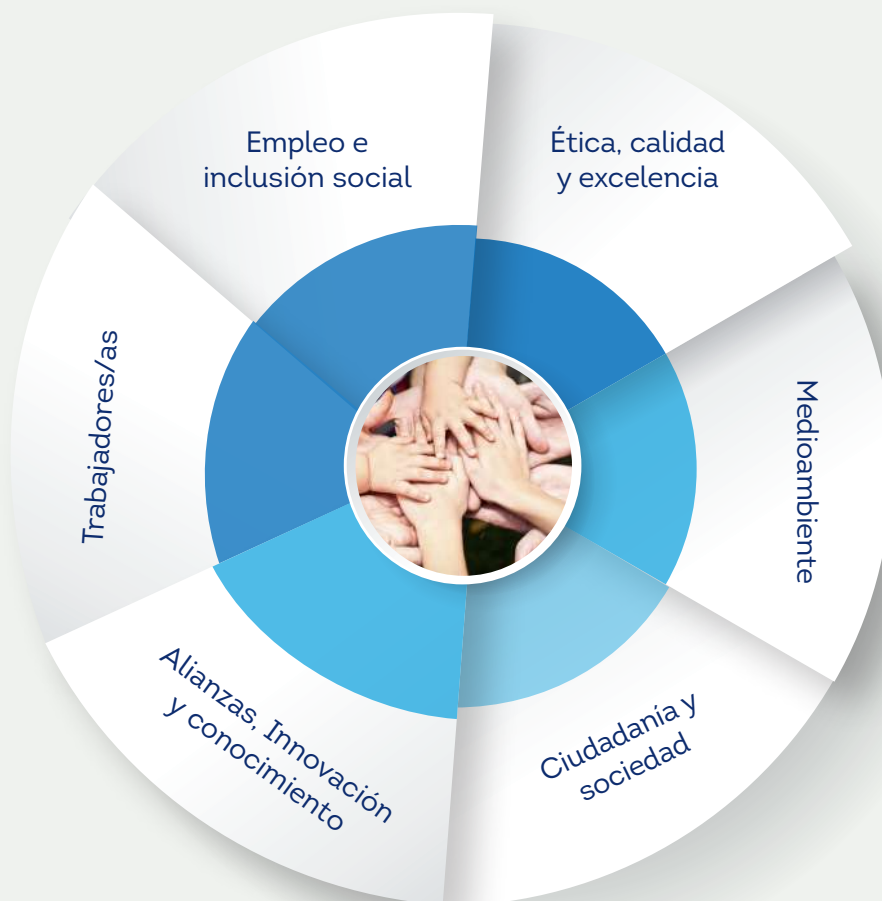 Empleo e
inclusión social
Ética, calidad
y excelencia
Medioambiente
Ciudadanía y
sociedad
Alianzas, Innovación
y conocimiento
Trabajadores/as